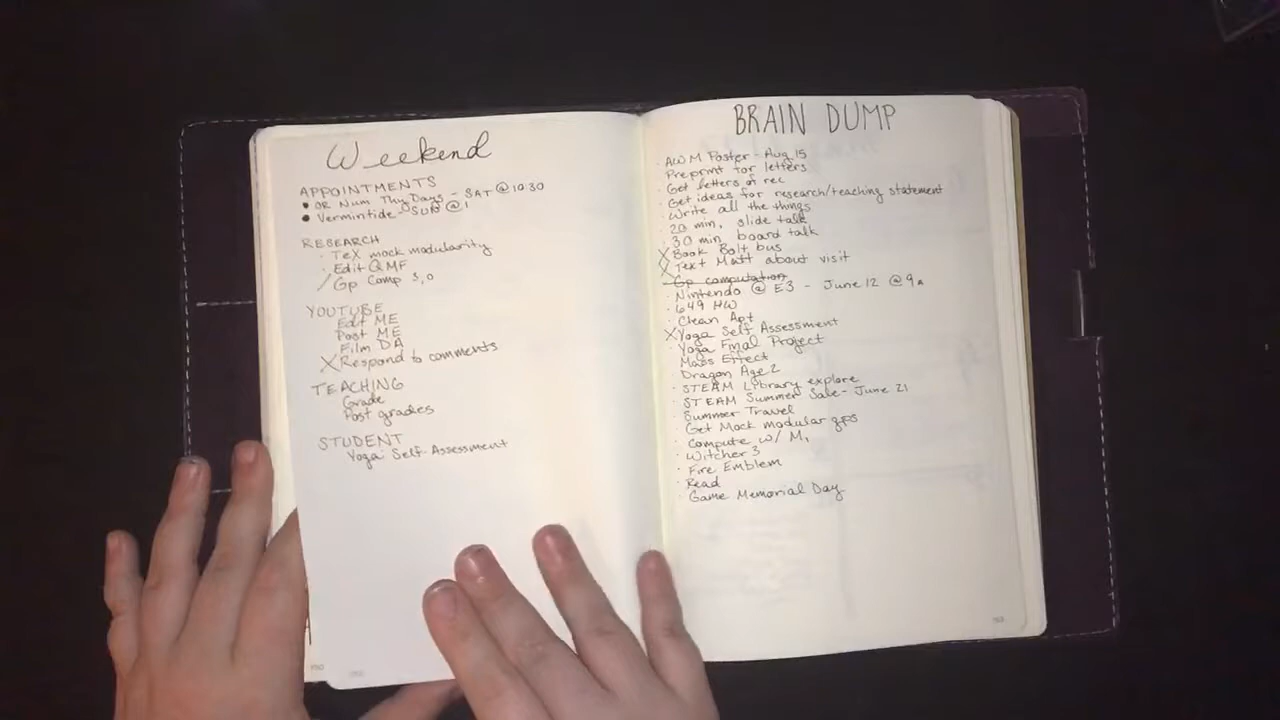 Weekend
APPOINTMENTS
• OR Num Thy Days - SAT @ 10:30
• Vermintide - SUN @ 1
RESEARCH
· TeX mock modularity
· Edit QMF
/ Gp Comp 3,0
YOUTUBE
Edit ME
Post ME
Film DA
X Respond to comments
TEACHING
Grade
Post grades
STUDENT
Yoga Self-Assessment
BRAIN DUMP
· AWM Poster - Aug 15
· Preprint for letters
· Get letters of rec
· Get ideas for research/teaching statement
· Write all the things
· 20 min. slide talk
· 30 min. board talk
X Book Bolt bus
X Text Matt about visit
· Gp computation
· Nintendo @ E3 - June 12 @ 9a
· 649 HW
· Clean Apt
X Yoga Self Assessment
· Yoga Final Project
· Mass Effect
· Dragon Age 2
· STEAM Library explore
· STEAM Summer Sale - June 21
· Summer Travel
· Get Mock modular gps
· Compute w/ M,
· Witcher 3
· Fire Emblem
· Read
· Game Memorial Day
150